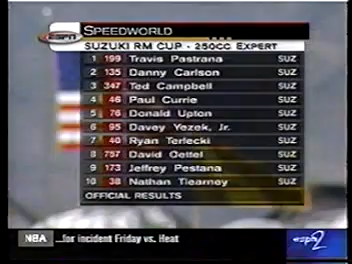 ESPN SPEEDWORLD
SUZUKI RM CUP - 250CC EXPERT
1 199 Travis Pastrana SUZ
2 135 Danny Carlson SUZ
3 347 Ted Campbell SUZ
4 46 Paul Currie SUZ
5 76 Donald Upton SUZ
6 95 Davey Yezek, Jr. SUZ
7 40 Ryan Terlecki SUZ
8 757 David Oettel SUZ
9 173 Jeffrey Pestana SUZ
10 38 Nathan Tiearney SUZ
OFFICIAL RESULTS
NBA ...for incident Friday vs. Heat espn2